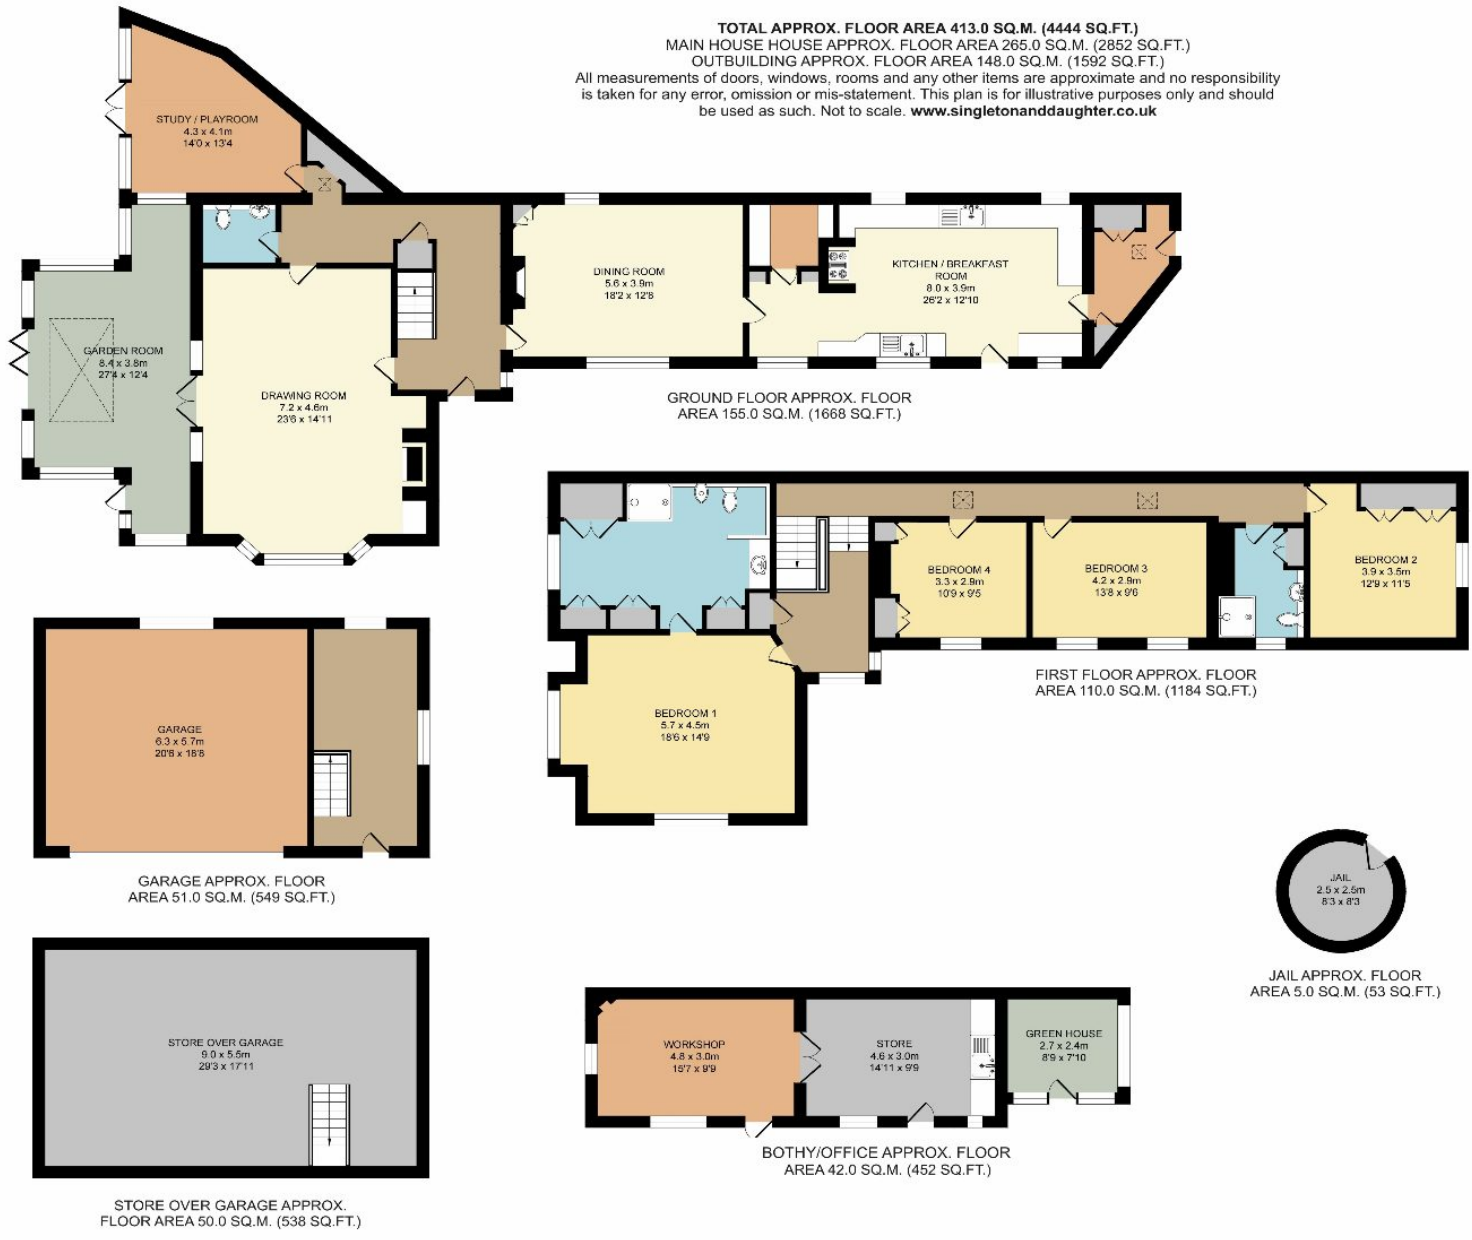 TOTAL APPROX. FLOOR AREA 413.0 SQ.M. (4444 SQ.FT.)
MAIN HOUSE HOUSE APPROX. FLOOR AREA 265.0 SQ.M. (2852 SQ.FT.)
OUTBUILDING APPROX. FLOOR AREA 148.0 SQ.M. (1592 SQ.FT.)
All measurements of doors, windows, rooms and any other items are approximate and no responsibility
is taken for any error, omission or mis-statement. This plan is for illustrative purposes only and should
be used as such. Not to scale. www.singletonanddaughter.co.uk
STUDY / PLAYROOM
4.3 x 4.1m
14'0 x 13'4
DINING ROOM
5.6 x 3.9m
18'2 x 12'8
KITCHEN / BREAKFAST
ROOM
8.0 x 3.9m
26'2 x 12'10
GARDEN ROOM
8.4 x 3.8m
27'4 x 12'4
DRAWING ROOM
7.2 x 4.6m
23'6 x 14'11
GROUND FLOOR APPROX. FLOOR
AREA 155.0 SQ.M. (1668 SQ.FT.)
BEDROOM 4
3.3 x 2.9m
10'9 x 9'5
BEDROOM 3
4.2 x 2.9m
13'8 x 9'6
BEDROOM 2
3.9 x 3.5m
12'9 x 11'5
BEDROOM 1
5.7 x 4.5m
18'6 x 14'9
FIRST FLOOR APPROX. FLOOR
AREA 110.0 SQ.M. (1184 SQ.FT.)
GARAGE
6.3 x 5.7m
20'8 x 18'8
GARAGE APPROX. FLOOR
AREA 51.0 SQ.M. (549 SQ.FT.)
JAIL
2.5 x 2.5m
8'3 x 8'3
JAIL APPROX. FLOOR
AREA 5.0 SQ.M. (53 SQ.FT.)
STORE OVER GARAGE
9.0 x 5.5m
29'3 x 17'11
STORE OVER GARAGE APPROX.
FLOOR AREA 50.0 SQ.M. (538 SQ.FT.)
WORKSHOP
4.8 x 3.0m
15'7 x 9'9
STORE
4.6 x 3.0m
14'11 x 9'9
GREEN HOUSE
2.7 x 2.4m
8'9 x 7'10
BOTHY/OFFICE APPROX. FLOOR
AREA 42.0 SQ.M. (452 SQ.FT.)